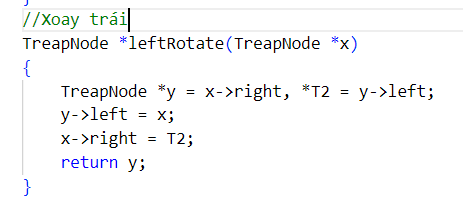 }
//Xoay trái
TreapNode *leftRotate(TreapNode *x)
{
    TreapNode *y = x->right, *T2 = y->left;
    y->left = x;
    x->right = T2;
    return y;
}